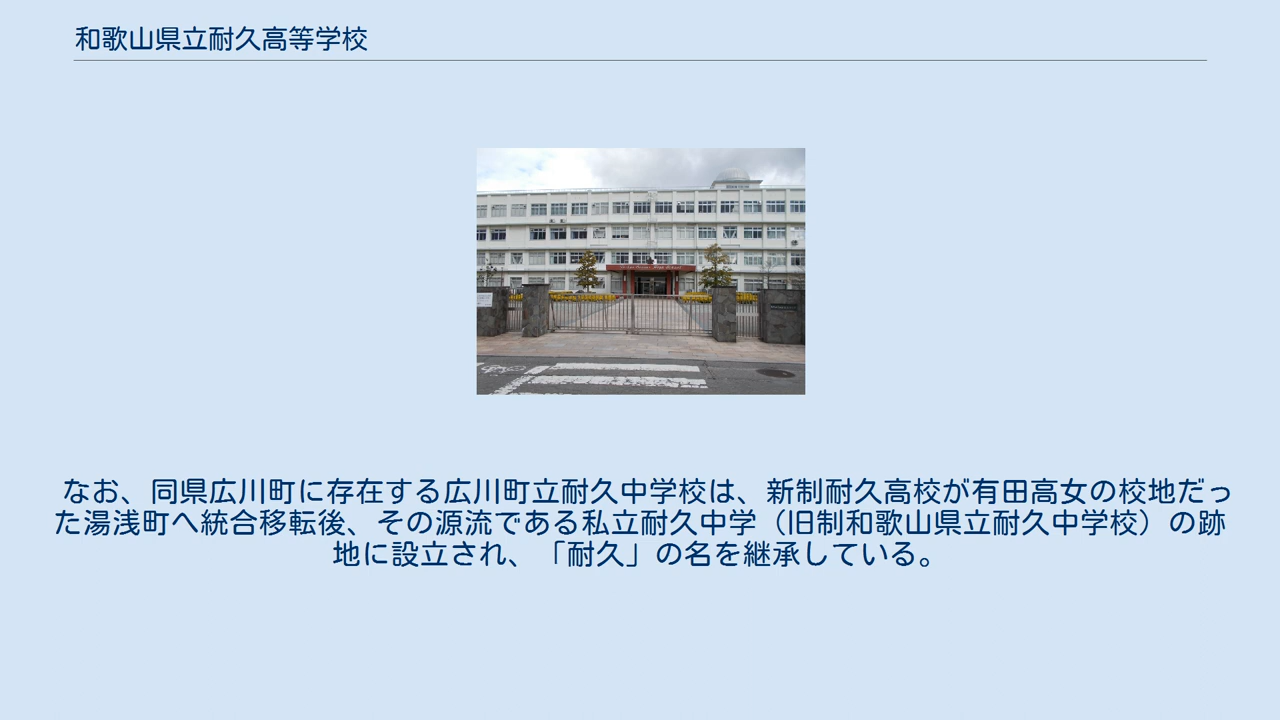 和歌山県立耐久高等学校
なお、同県広川町に存在する広川町立耐久中学校は、新制耐久高校が有田高女の校地だっ
た湯浅町へ統合移転後、その源流である私立耐久中学（旧制和歌山県立耐久中学校）の跡
地に設立され、「耐久」の名を継承している。